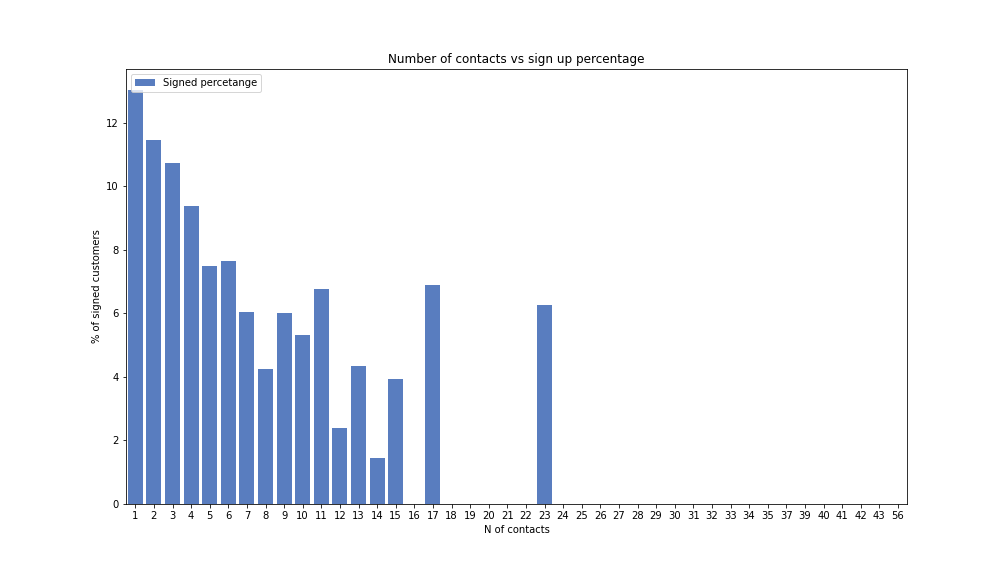 Number of contacts vs sign up percentage
Signed percetange
12
10
8
6
4
2
0
% of signed customers
1 2 3 4 5 6 7 8 9 10 11 12 13 14 15 16 17 18 19 20 21 22 23 24 25 26 27 28 29 30 31 32 33 34 35 37 39 40 41 42 43 56
N of contacts